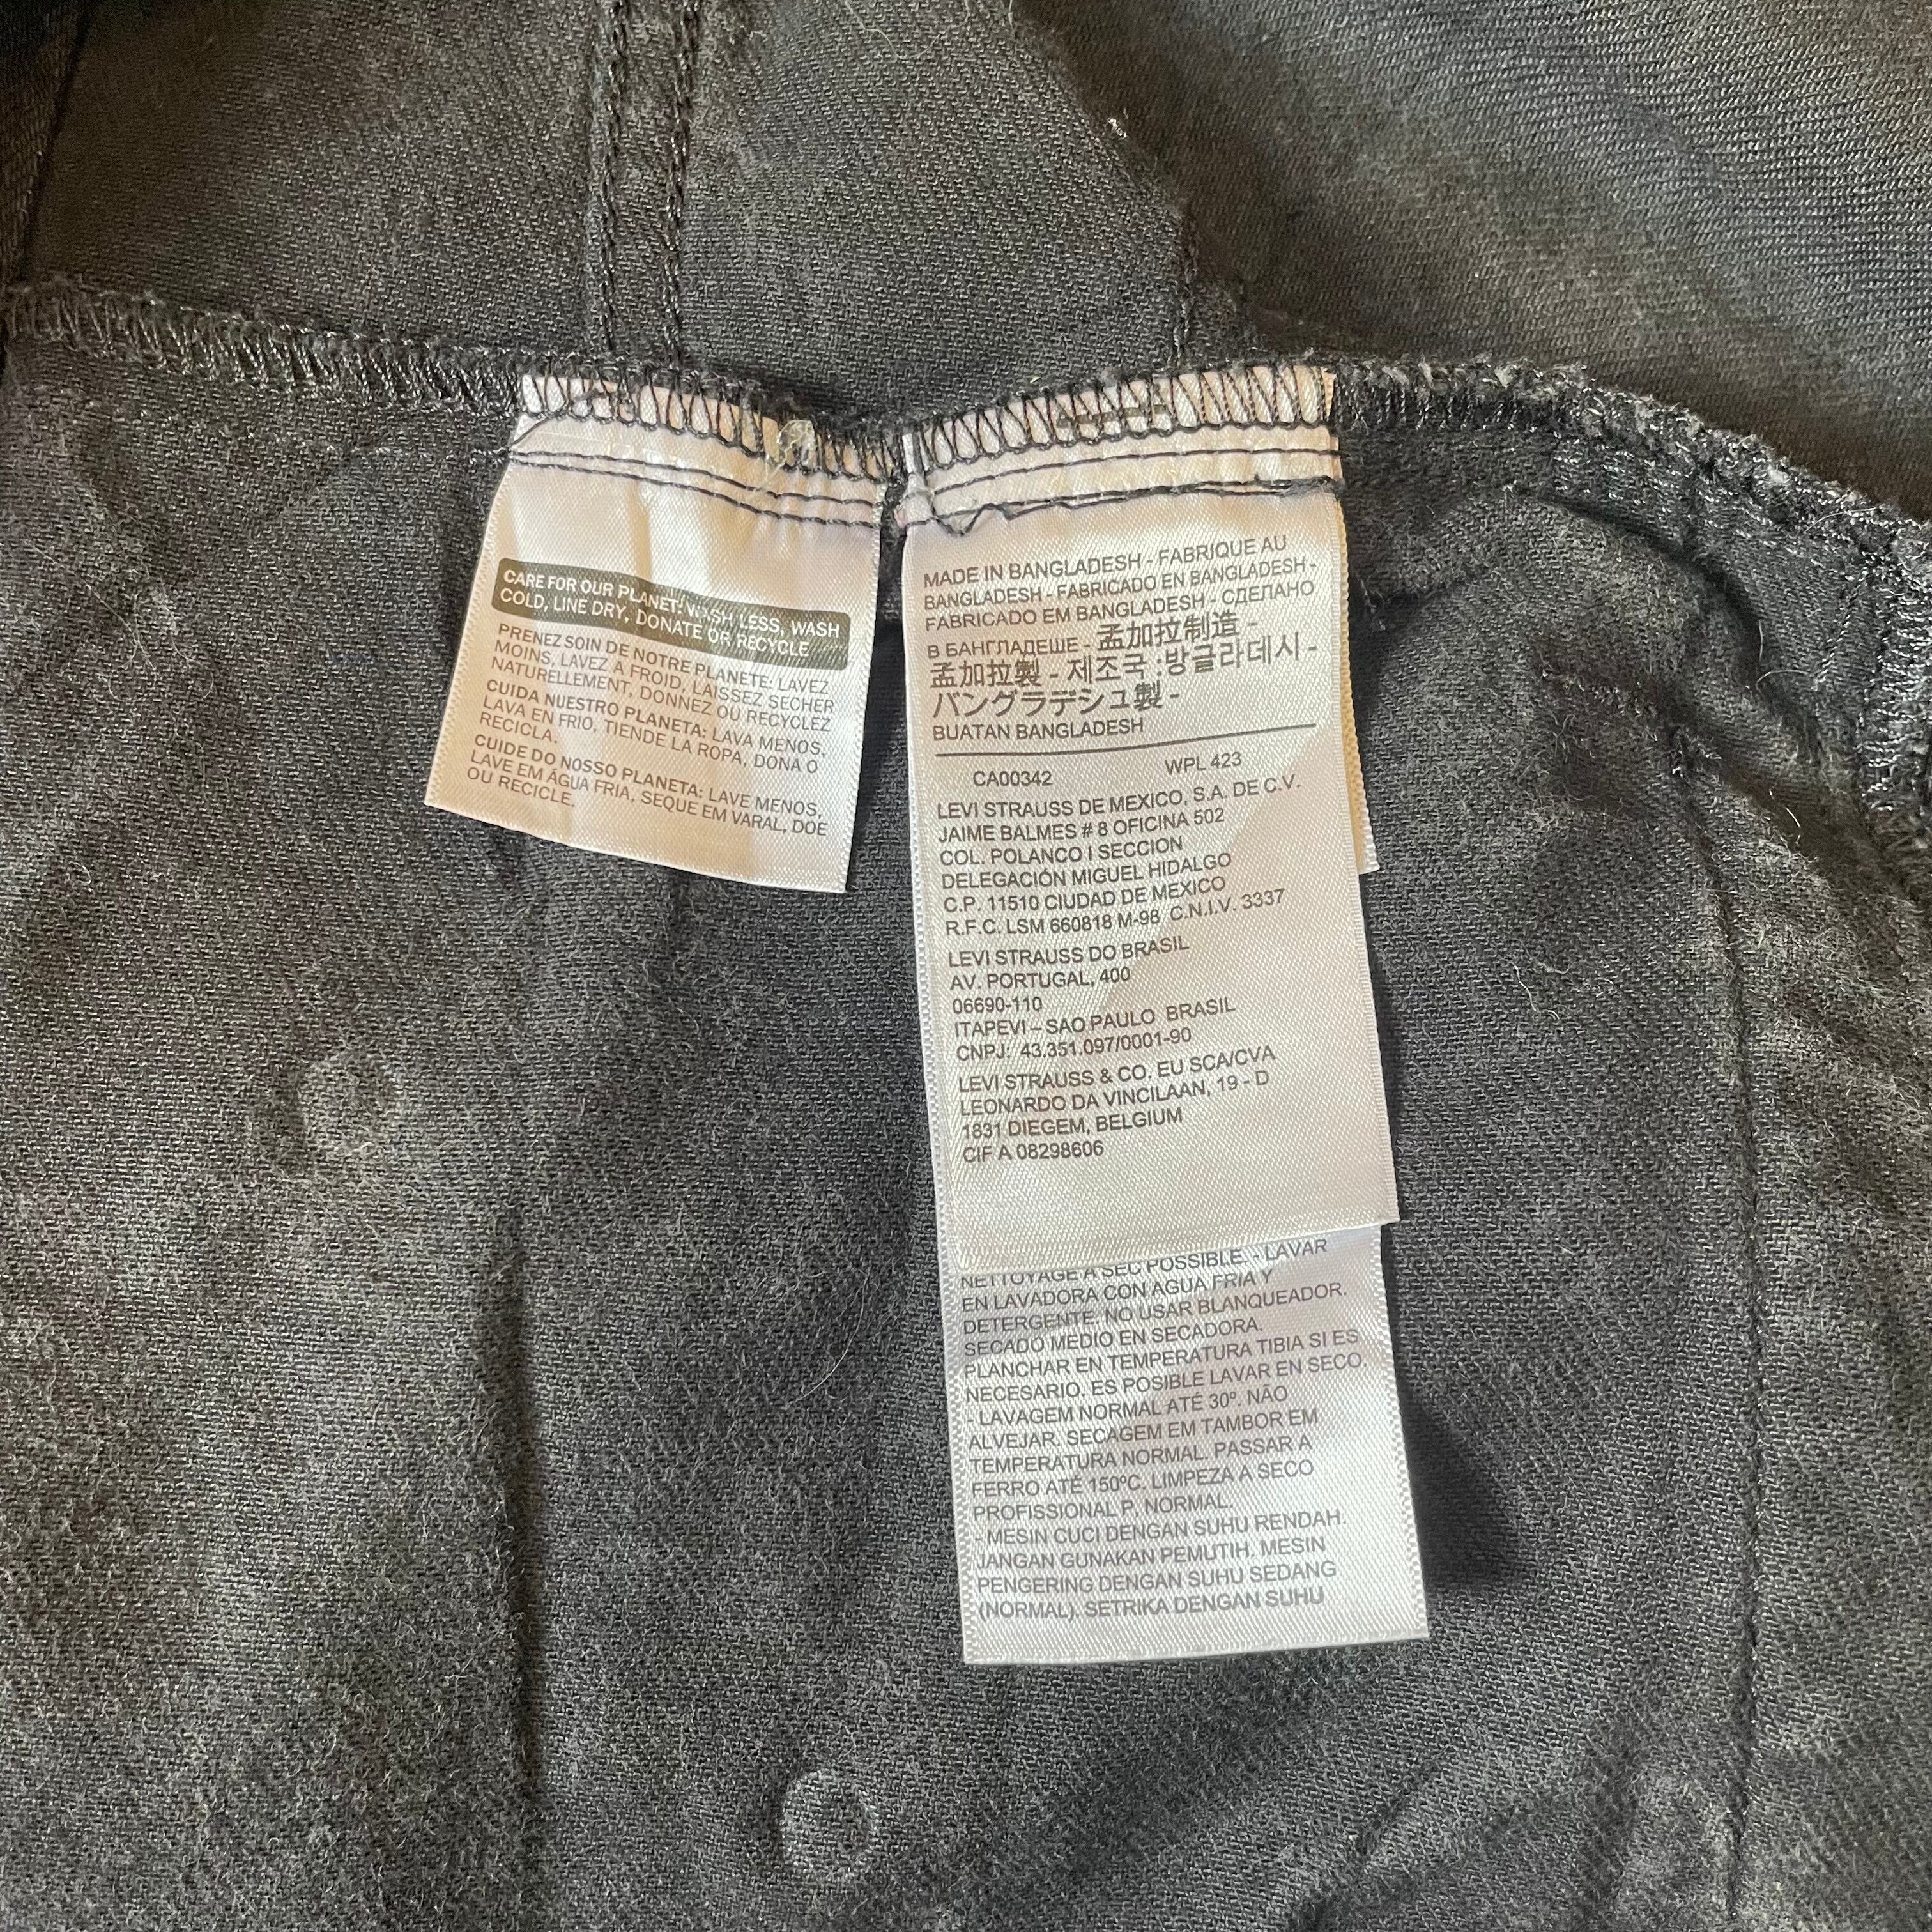 CARE FOR OUR PLANET: WASH LESS, WASH
COLD, LINE DRY, DONATE OR RECYCLE
PRENEZ SOIN DE NOTRE PLANETE: LAVEZ
MOINS, LAVEZ A FROID, LAISSEZ SECHER
NATURELLEMENT, DONNEZ OU RECYCLEZ
CUIDA NUESTRO PLANETA: LAVA MENOS,
LAVA EN FRIO, TIENDE LA ROPA, DONA O
RECICLA.
CUIDE DO NOSSO PLANETA: LAVE MENOS,
LAVE EM ÁGUA FRIA, SEQUE EM VARAL, DOE
OU RECICLE.
MADE IN BANGLADESH - FABRIQUE AU
BANGLADESH - FABRICADO EN BANGLADESH -
FABRICADO EM BANGLADESH - СДЕЛАНО
В БАНГЛАДЕШЕ - 孟加拉制造 -
孟加拉製 - 제조국 :방글라데시 -
バングラデシュ製 -
BUATAN BANGLADESH
CA00342 WPL 423
LEVI STRAUSS DE MEXICO, S.A. DE C.V.
JAIME BALMES # 8 OFICINA 502
COL. POLANCO I SECCION
DELEGACIÓN MIGUEL HIDALGO
C.P. 11510 CIUDAD DE MEXICO
R.F.C. LSM 660818 M-98 C.N.I.V. 3337
LEVI STRAUSS DO BRASIL
AV. PORTUGAL, 400
06690-110
ITAPEVI – SAO PAULO BRASIL
CNPJ: 43.351.097/0001-90
LEVI STRAUSS & CO. EU SCA/CVA
LEONARDO DA VINCILAAN, 19 - D
1831 DIEGEM, BELGIUM
CIF A 08298606
NETTOYAGE A SEC POSSIBLE. - LAVAR
EN LAVADORA CON AGUA FRIA Y
DETERGENTE. NO USAR BLANQUEADOR.
SECADO MEDIO EN SECADORA.
PLANCHAR EN TEMPERATURA TIBIA SI ES
NECESARIO. ES POSIBLE LAVAR EN SECO.
- LAVAGEM NORMAL ATÉ 30º. NÃO
ALVEJAR. SECAGEM EM TAMBOR EM
TEMPERATURA NORMAL. PASSAR A
FERRO ATÉ 150ºC. LIMPEZA A SECO
PROFISSIONAL P. NORMAL.
- MESIN CUCI DENGAN SUHU RENDAH.
JANGAN GUNAKAN PEMUTIH. MESIN
PENGERING DENGAN SUHU SEDANG
(NORMAL). SETRIKA DENGAN SUHU